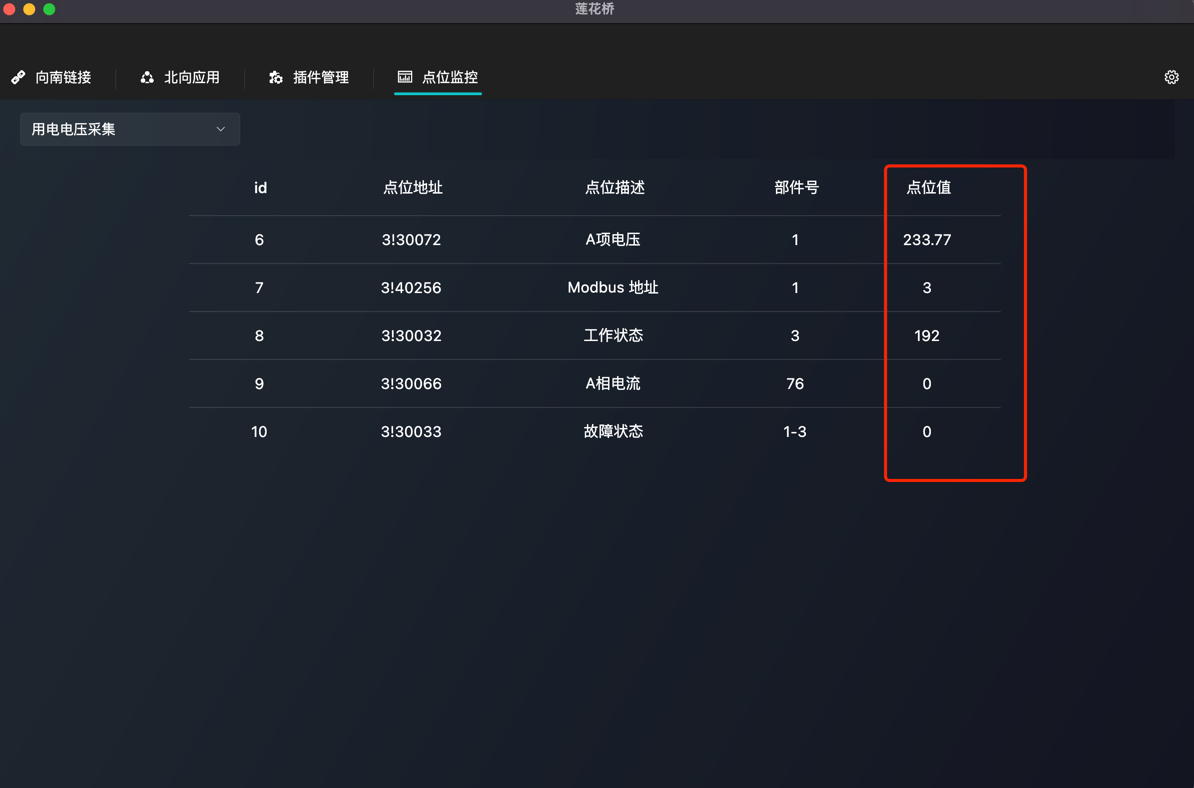 莲花桥
向南链接 北向应用 插件管理 点位监控
用电电压采集
id 点位地址 点位描述 部件号 点位值
6 3!30072 A项电压 1 233.77
7 3!40256 Modbus 地址 1 3
8 3!30032 工作状态 3 192
9 3!30066 A相电流 76 0
10 3!30033 故障状态 1-3 0